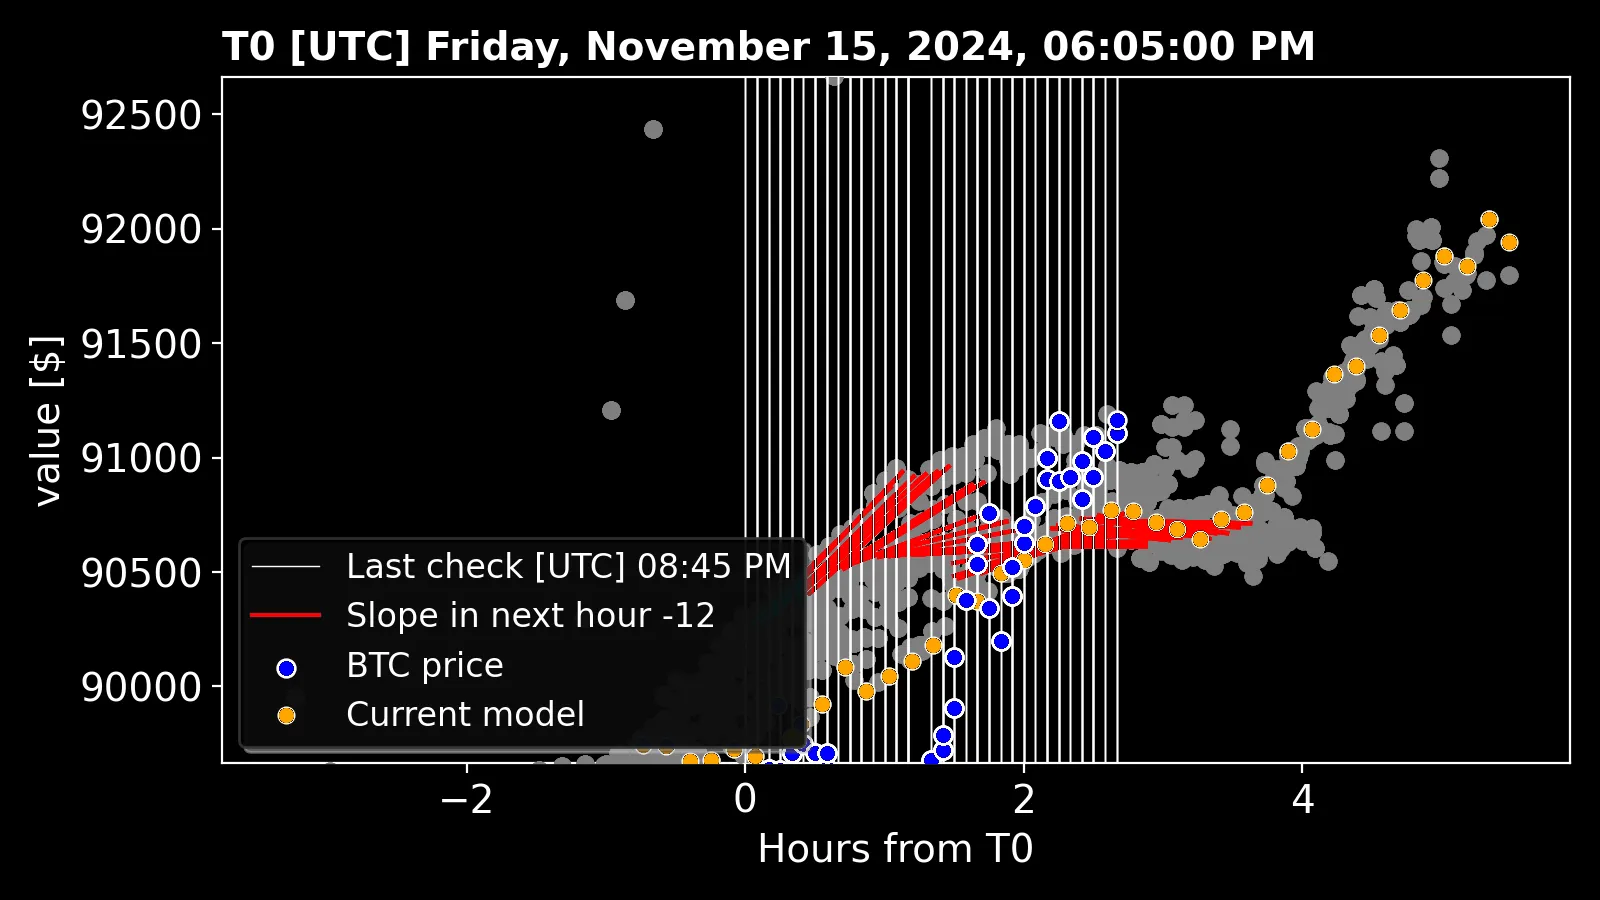 T0 [UTC] Friday, November 15, 2024, 06:05:00 PM
value [$]
92500
92000
91500
91000
90500
90000
Last check [UTC] 08:45 PM
Slope in next hour -12
BTC price
Current model
−2
0
2
4
Hours from T0